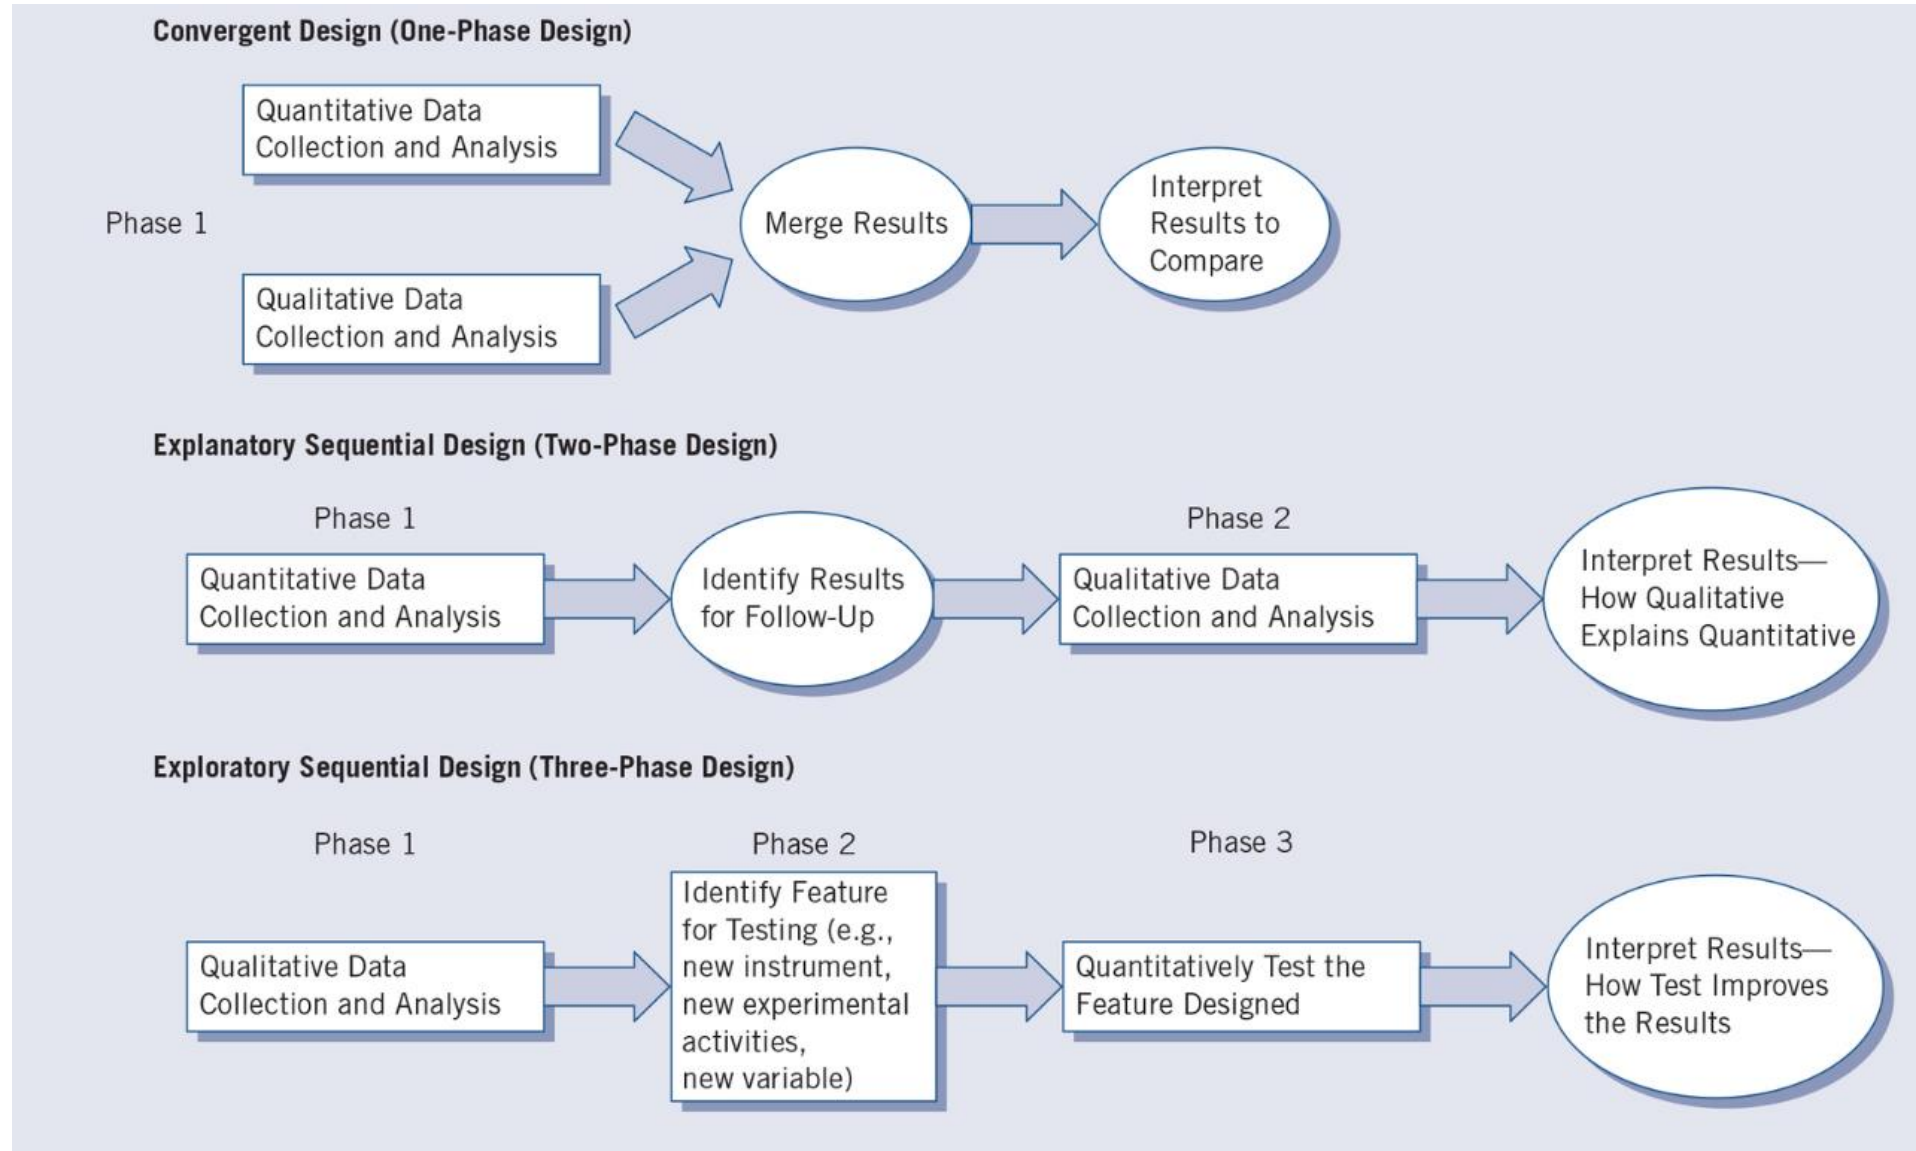 Convergent Design (One-Phase Design)
Quantitative Data
Collection and Analysis
Phase 1
Qualitative Data
Collection and Analysis
Merge Results
Interpret
Results to
Compare
Explanatory Sequential Design (Two-Phase Design)
Phase 1
Quantitative Data
Collection and Analysis
Identify Results
for Follow-Up
Phase 2
Qualitative Data
Collection and Analysis
Interpret Results—
How Qualitative
Explains Quantitative
Exploratory Sequential Design (Three-Phase Design)
Phase 1
Qualitative Data
Collection and Analysis
Phase 2
Identify Feature
for Testing (e.g.,
new instrument,
new experimental
activities,
new variable)
Phase 3
Quantitatively Test the
Feature Designed
Interpret Results—
How Test Improves
the Results